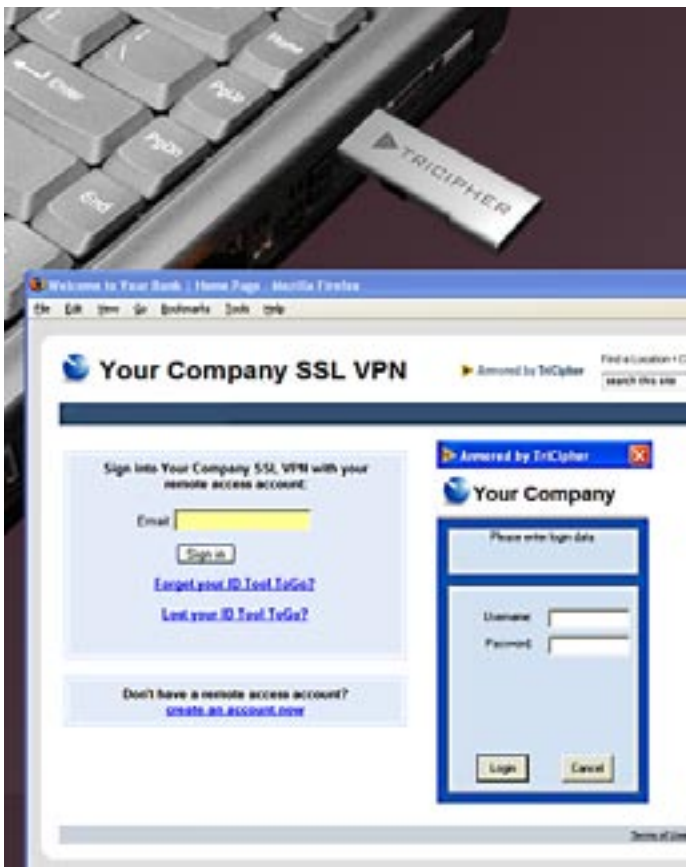 Home
PgUp
Enter
PgDn
End
TRICIPHER
Welcome to Your Bank | Home Page - Mozilla Firefox
File Edit View Go Bookmarks Tools Help
Your Company SSL VPN
Armored by TriCipher
Find a Location • C
search this site
Sign into Your Company SSL VPN with your
remote access account:
Email
Sign in
Forget your ID Tool ToGo?
Lost your ID Tool ToGo?
Don't have a remote access account?
create an account now
Armored by TriCipher
Your Company
Please enter login data
Username
Password
Login
Cancel
Terms of Use